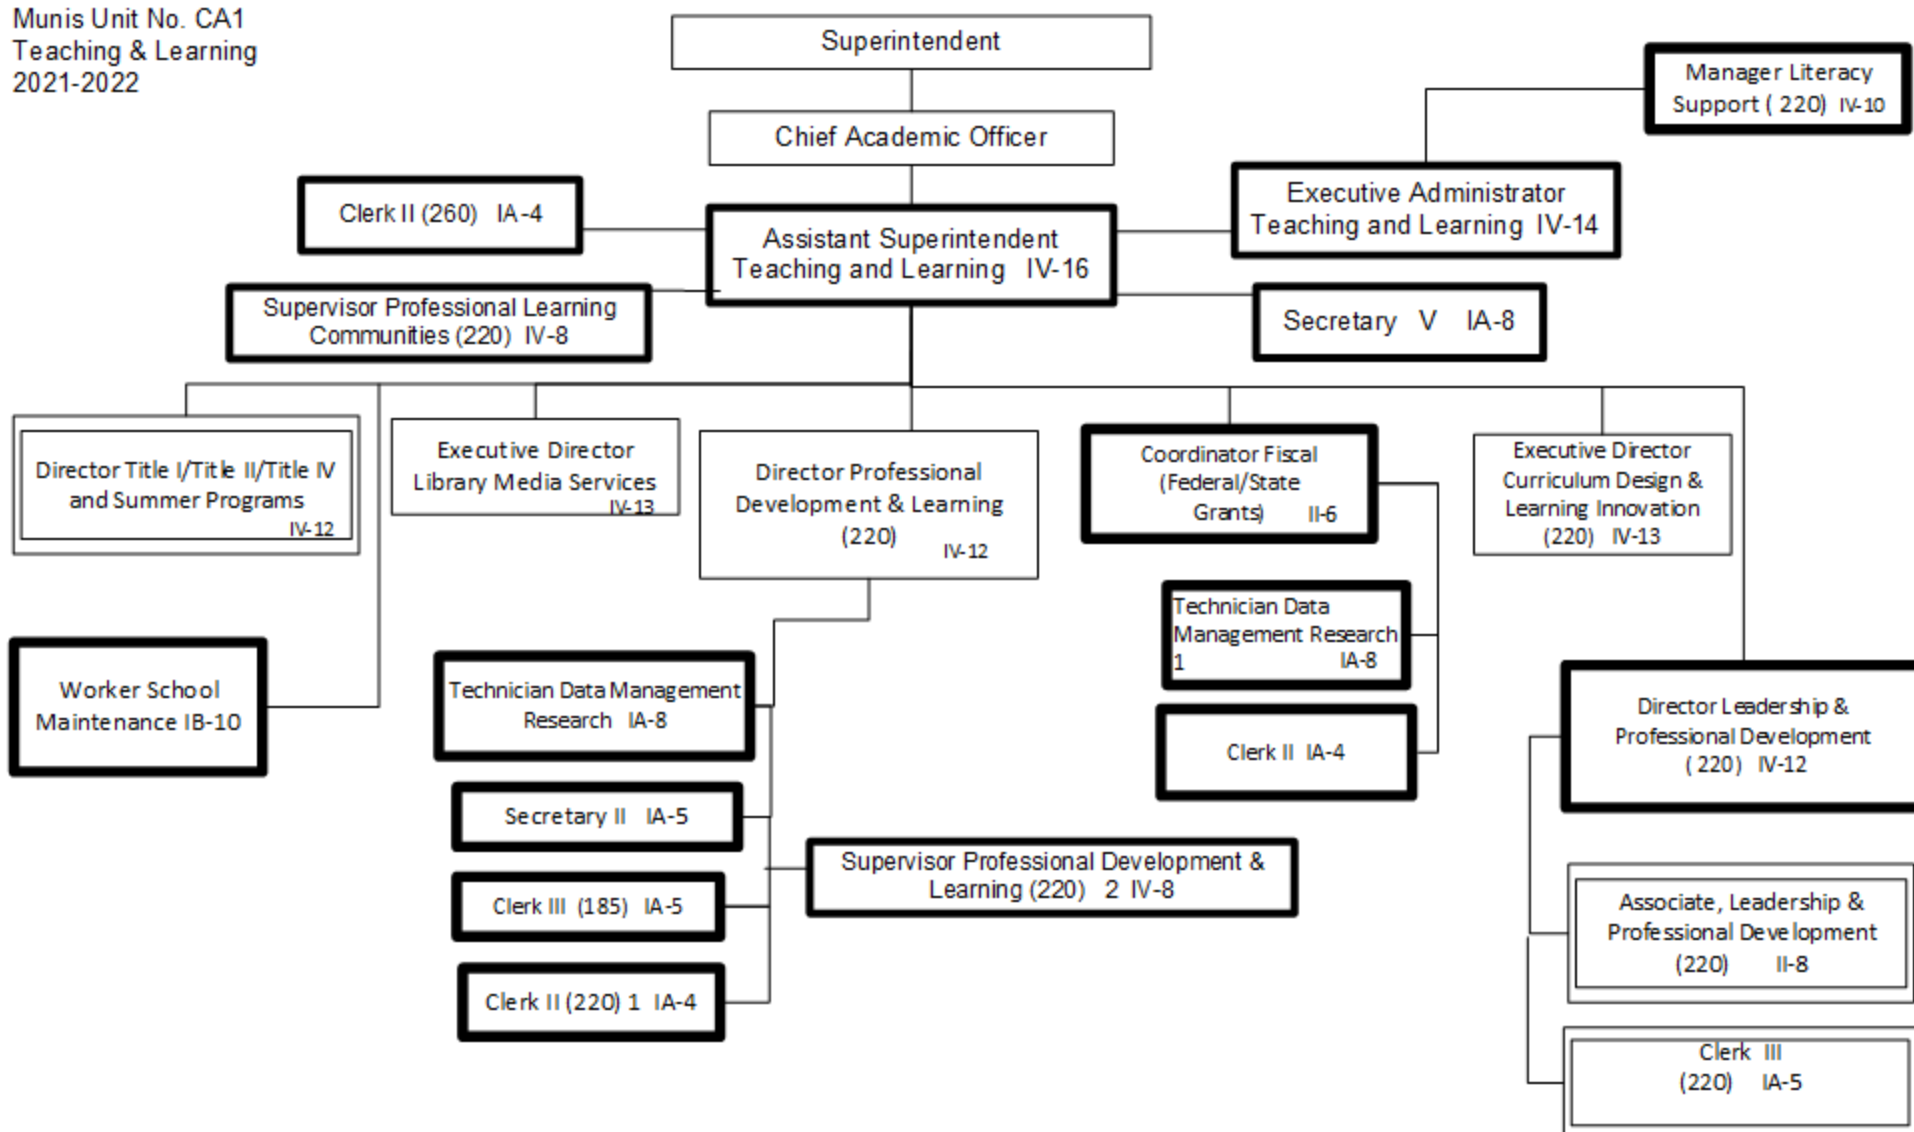 Munis Unit No. CA1
Teaching & Learning
2021-2022
Superintendent
Chief Academic Officer
Manager Literacy
Support ( 220) IV-10
Executive Administrator
Teaching and Learning IV-14
Clerk II (260) IA-4
Assistant Superintendent
Teaching and Learning IV-16
Supervisor Professional Learning
Communities (220) IV-8
Secretary V IA-8
Director Title I/Title II/Title IV
and Summer Programs
IV-12
Executive Director
Library Media Services
IV-13
Director Professional
Development & Learning
(220) IV-12
Coordinator Fiscal
(Federal/State
Grants) II-6
Executive Director
Curriculum Design &
Learning Innovation
(220) IV-13
Technician Data
Management Research
1 IA-8
Clerk II IA-4
Worker School
Maintenance IB-10
Technician Data Management
Research IA-8
Secretary II IA-5
Clerk III (185) IA-5
Clerk II (220) 1 IA-4
Supervisor Professional Development &
Learning (220) 2 IV-8
Director Leadership &
Professional Development
( 220) IV-12
Associate, Leadership &
Professional Development
(220) II-8
Clerk III
(220) IA-5